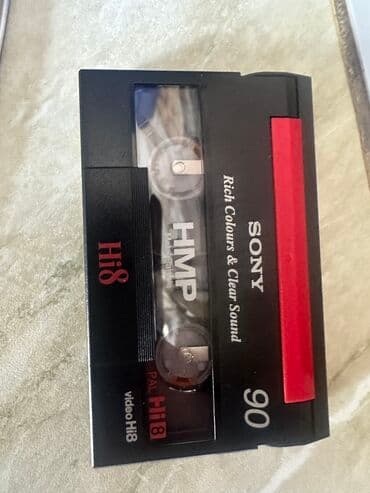 SONY
90
Rich Colours & Clear Sound
HMP
Hi8
PAL Hi8
video Hi8